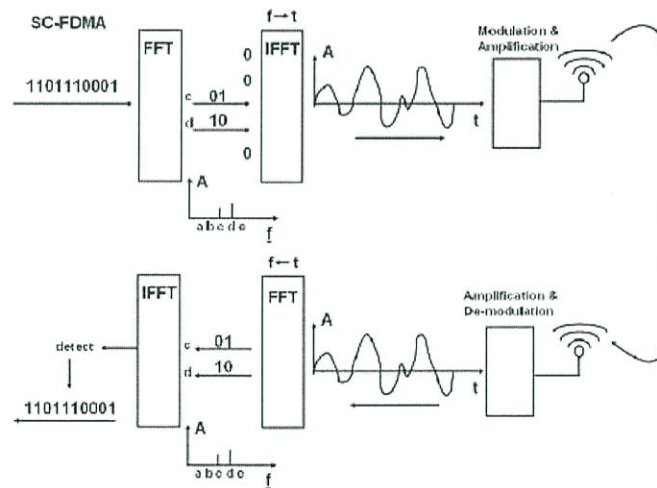 SC-FDMA
f→t
FFT
IFFT
Modulation &
Amplification
1101110001
0
0
c 01
d 10
0
A
t
A
a b c d e
f
f←t
IFFT
FFT
Amplification &
De-modulation
detect
c 01
d 10
1101110001
A
t
A
a b c d e
f